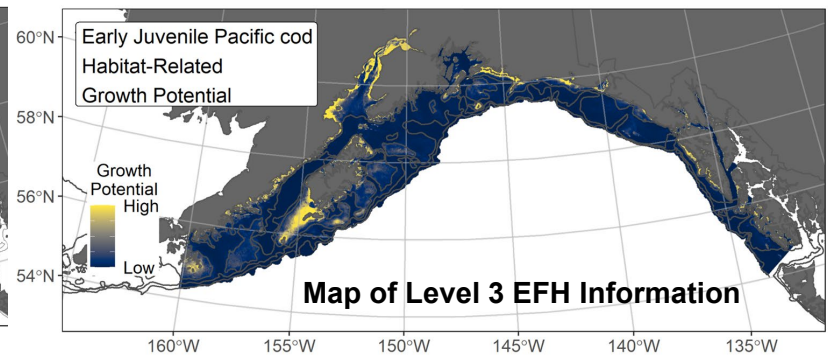 60°N
58°N
56°N
54°N
Early Juvenile Pacific cod
Habitat-Related
Growth Potential
Growth
Potential
High
Low
Map of Level 3 EFH Information
160°W 155°W 150°W 145°W 140°W 135°W